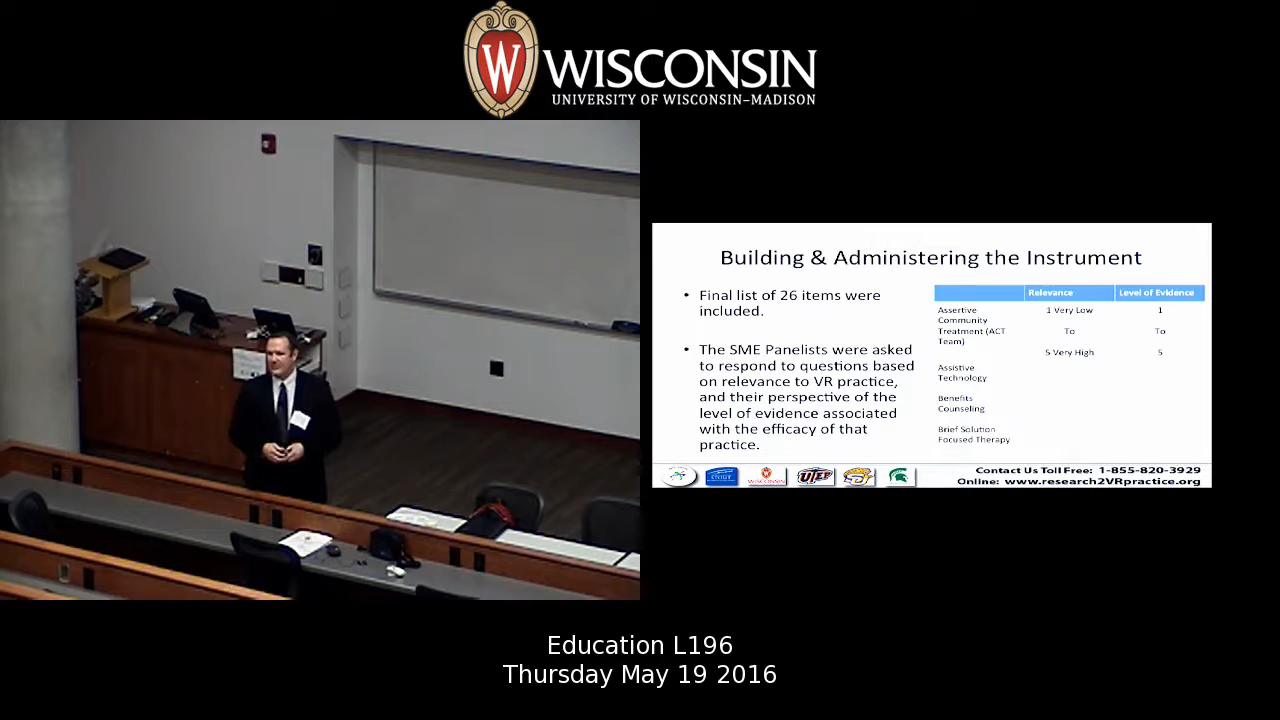 W
WISCONSIN
UNIVERSITY OF WISCONSIN–MADISON
Building & Administering the Instrument
• Final list of 26 items were
included.
• The SME Panelists were asked
to respond to questions based
on relevance to VR practice,
and their perspective of the
level of evidence associated
with the efficacy of that
practice.
Relevance Level of Evidence
Assertive
Community
Treatment (ACT
Team)
1 Very Low 1
To To
5 Very High 5
Assistive
Technology
Benefits
Counseling
Brief Solution
Focused Therapy
STOUT
WISCONSIN
UTEP
Contact Us Toll Free: 1-855-820-3929
Online: www.research2VRpractice.org
Education L196
Thursday May 19 2016